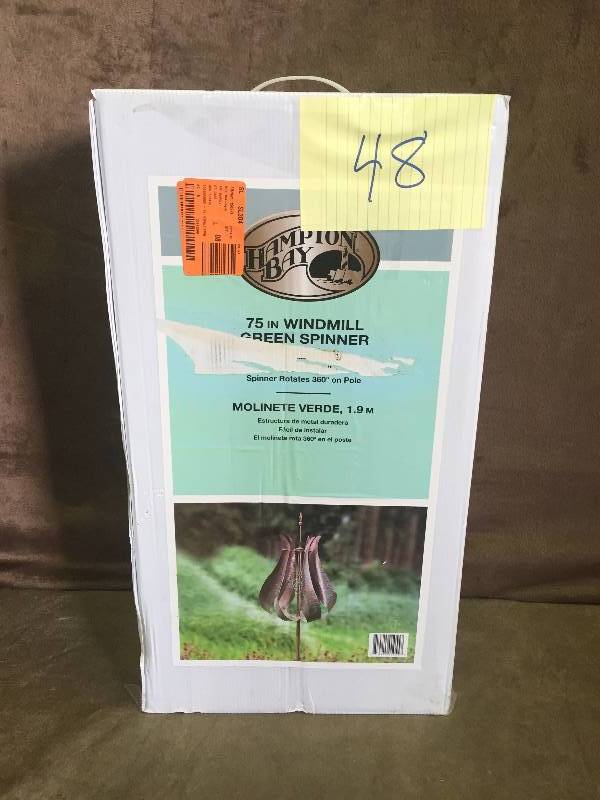 48
HAMPTON
BAY
75 IN WINDMILL
GREEN SPINNER
Spinner Rotates 360° on Pole
MOLINETE VERDE, 1.9 M
Estructura de metal duradera
Fácil de instalar
El molinete rota 360° en el poste